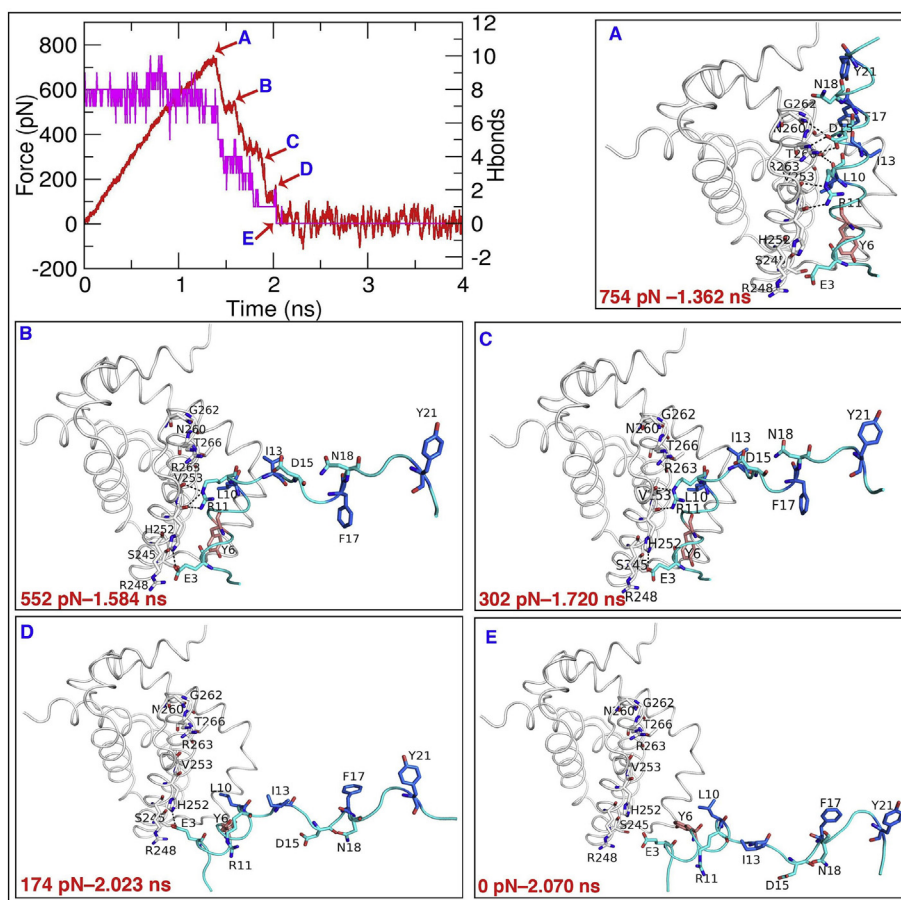 800
600
400
200
0
-200
Force (pN)
0
1
2
3
4
Time (ns)
12
10
8
6
4
2
0
-2
Hbonds
A
B
C
D
E
A
Y21
N18
G262
F17
N260
D15
I13
R263
L10
V253
R11
H252
Y6
S245
R248
E3
754 pN –1.362 ns
B
G262
Y21
N260
T266
I13
D15
N18
R263
V253
L10
R11
F17
H252
Y6
S245
E3
R248
552 pN–1.584 ns
C
G262
Y21
N260
T266
I13
N18
D15
R263
V253
L10
R11
F17
H252
Y6
S245
E3
R248
302 pN–1.720 ns
D
G262
N260
T266
R263
V253
Y21
F17
L10
I13
H252
S245
E3
Y6
R248
R11
D15
N18
174 pN–2.023 ns
E
G262
N260
T266
R263
V253
L10
F17
Y21
H252
Y6
S245
E3
R248
R11
I13
N18
D15
0 pN–2.070 ns